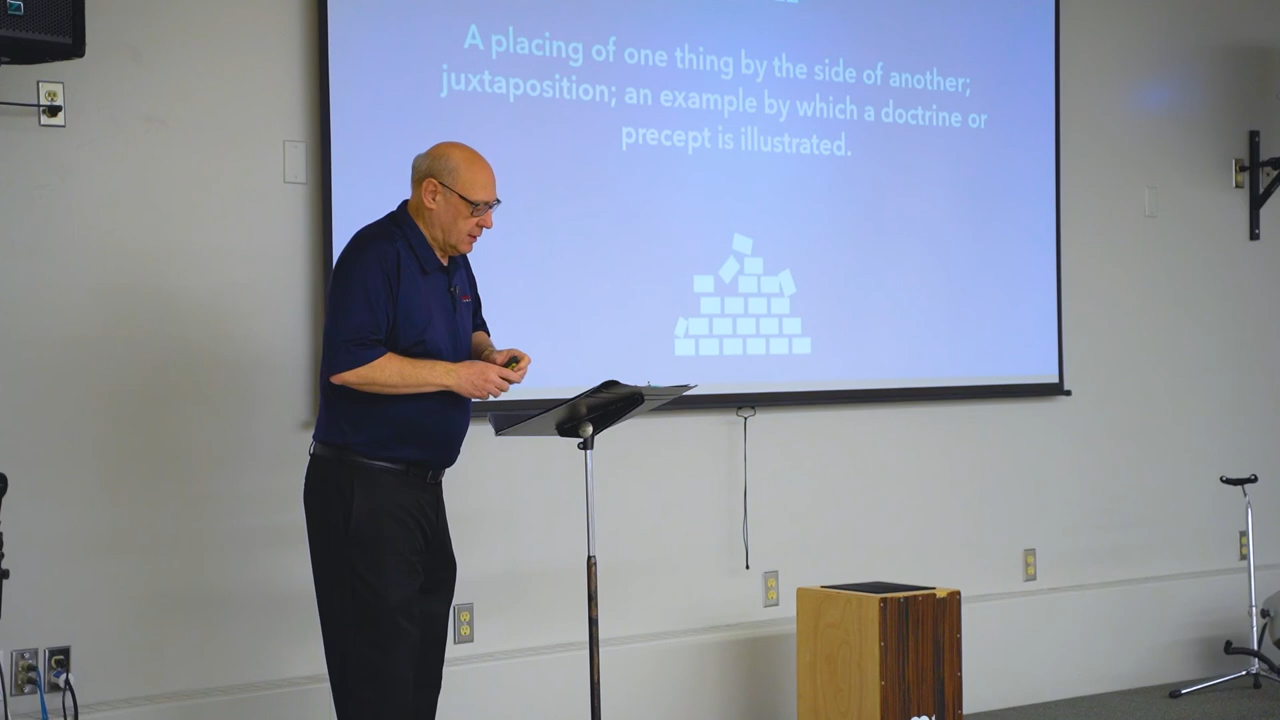 A placing of one thing by the side of another;
juxtaposition; an example by which a doctrine or
precept is illustrated.